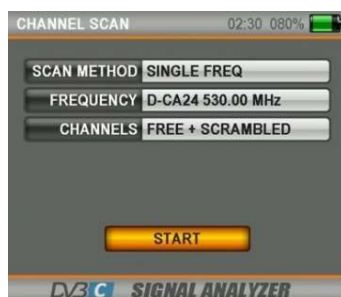 CHANNEL SCAN 02:30 080%
SCAN METHOD SINGLE FREQ
FREQUENCY D-CA24 530.00 MHz
CHANNELS FREE + SCRAMBLED
START
DVB C SIGNAL ANALYZER